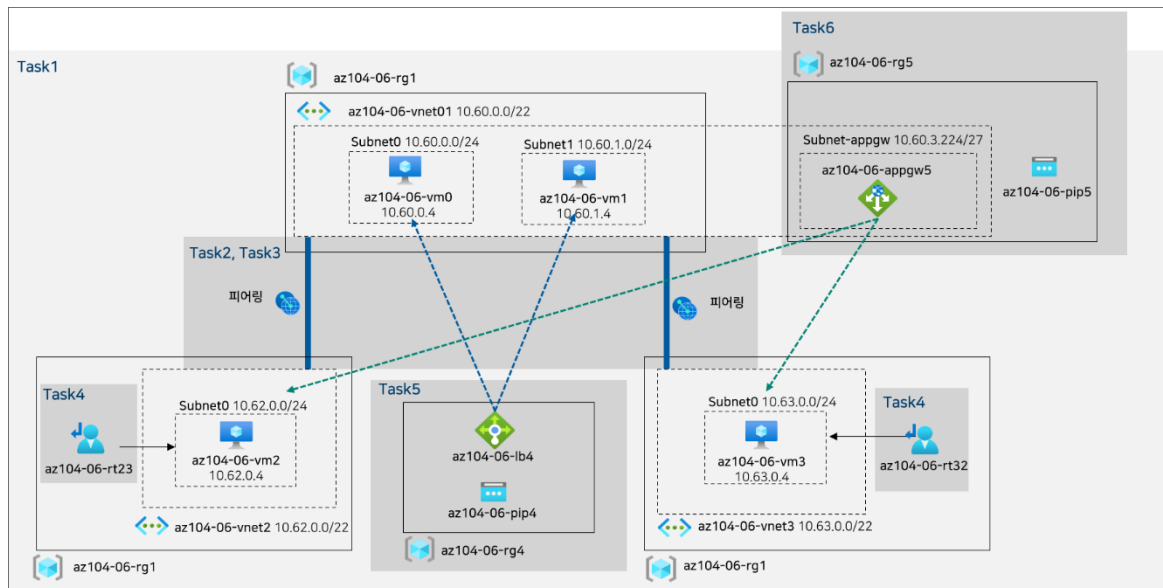 Task1
az104-06-rg1
az104-06-vnet01 10.60.0.0/22
Subnet0 10.60.0.0/24
az104-06-vm0
10.60.0.4
Subnet1 10.60.1.0/24
az104-06-vm1
10.60.1.4
Task6
az104-06-rg5
Subnet-appgw 10.60.3.224/27
az104-06-appgw5
az104-06-pip5
Task2, Task3
피어링
피어링
Task4
az104-06-rt23
Subnet0 10.62.0.0/24
az104-06-vm2
10.62.0.4
az104-06-vnet2 10.62.0.0/22
az104-06-rg1
Task5
az104-06-lb4
az104-06-pip4
az104-06-rg4
Subnet0 10.63.0.0/24
az104-06-vm3
10.63.0.4
Task4
az104-06-rt32
az104-06-vnet3 10.63.0.0/22
az104-06-rg1